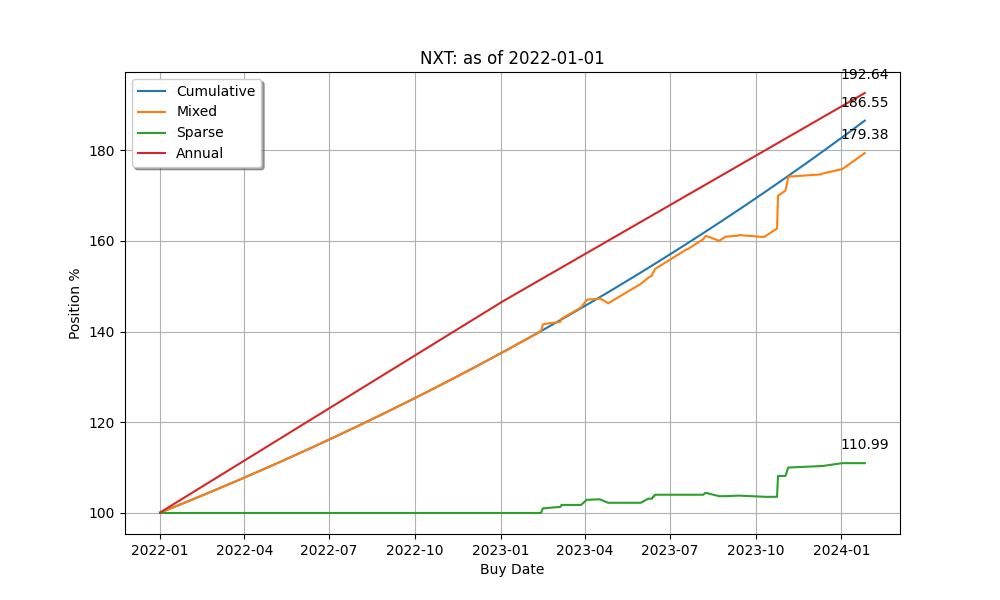 NXT: as of 2022-01-01
192.64
186.55
179.38
110.99
Cumulative
Mixed
Sparse
Annual
Position %
180
160
140
120
100
2022-01 2022-04 2022-07 2022-10 2023-01 2023-04 2023-07 2023-10 2024-01
Buy Date